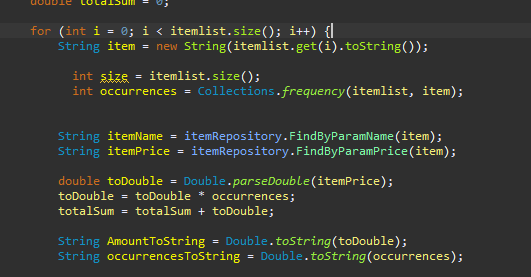 double totalSum = 0;
for (int i = 0; i < itemlist.size(); i++) {
String item = new String(itemlist.get(i).toString());
int size = itemlist.size();
int occurrences = Collections.frequency(itemlist, item);
String itemName = itemRepository.FindByParamName(item);
String itemPrice = itemRepository.FindByParamPrice(item);
double toDouble = Double.parseDouble(itemPrice);
toDouble = toDouble * occurrences;
totalSum = totalSum + toDouble;
String AmountToString = Double.toString(toDouble);
String occurrencesToString = Double.toString(occurrences);